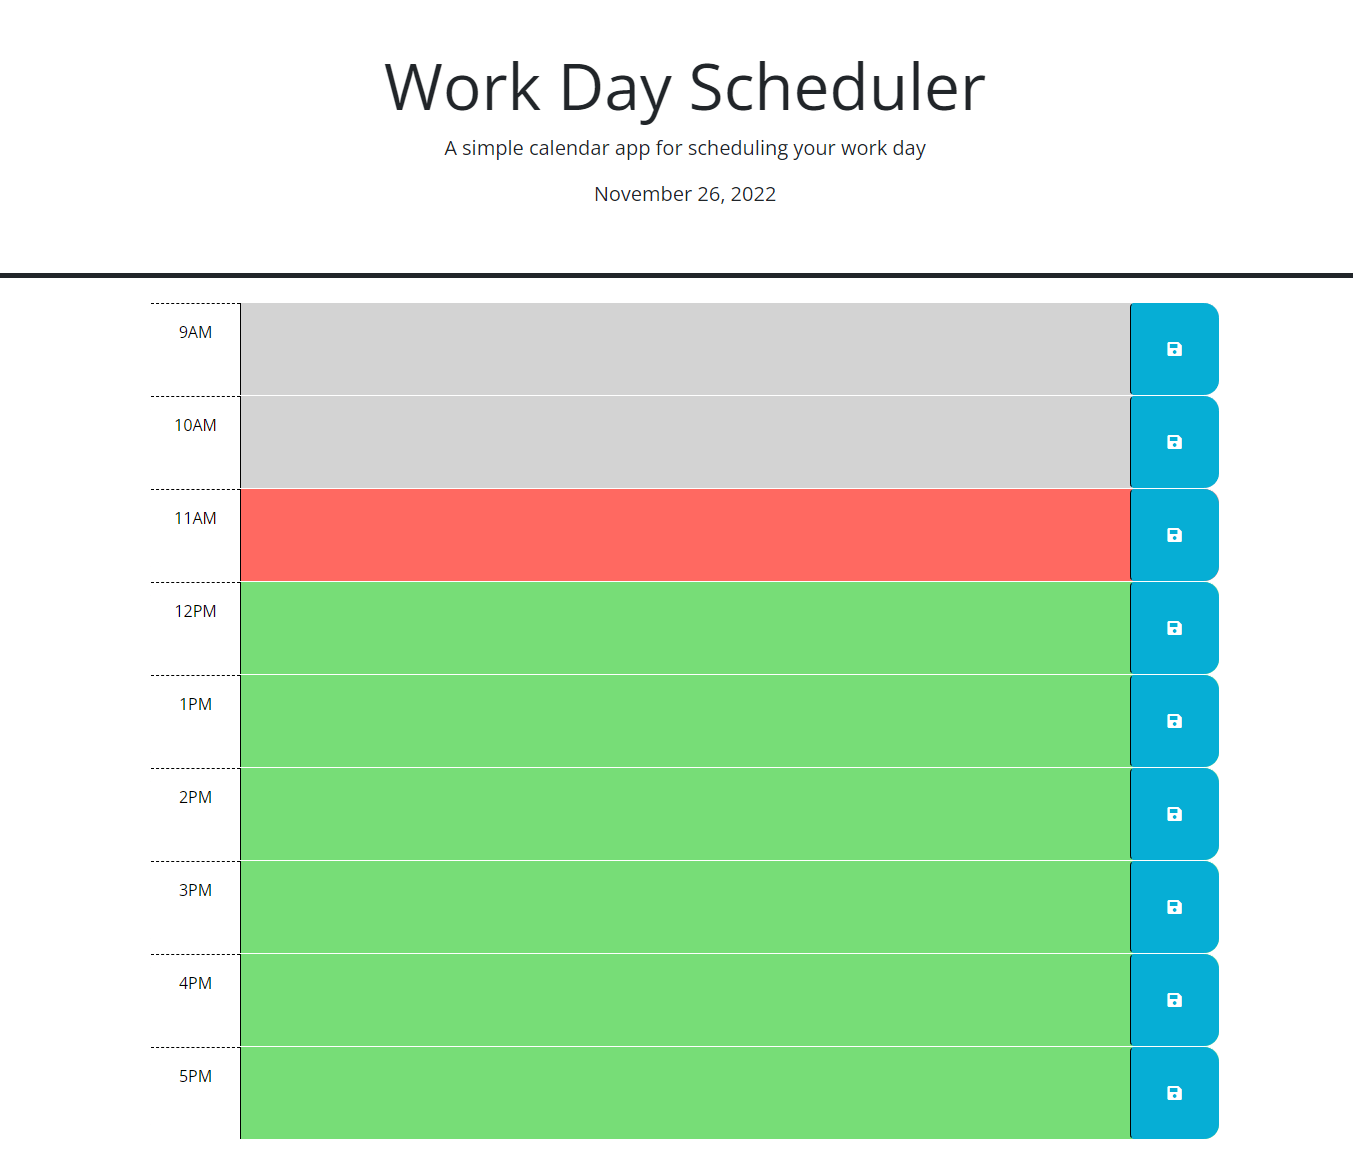 Work Day Scheduler
A simple calendar app for scheduling your work day
November 26, 2022
9AM
10AM
11AM
12PM
1PM
2PM
3PM
4PM
5PM